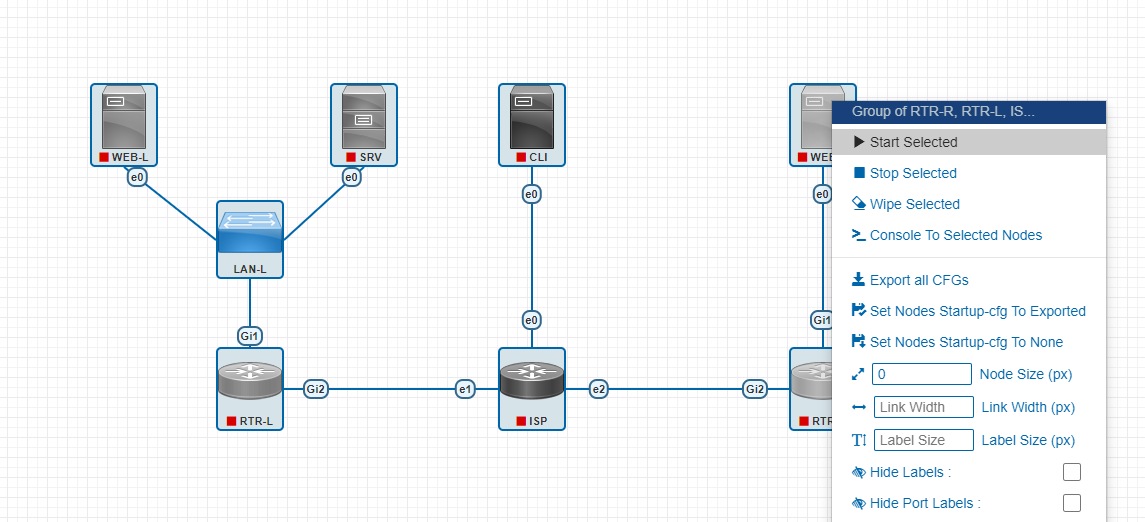 Group of RTR-R, RTR-L, IS...
Start Selected
Stop Selected
Wipe Selected
Console To Selected Nodes
Export all CFGs
Set Nodes Startup-cfg To Exported
Set Nodes Startup-cfg To None
0 Node Size (px)
Link Width Link Width (px)
Label Size Label Size (px)
Hide Labels :
Hide Port Labels :
WEB-L
SRV
CLI
e0
e0
e0
e0
LAN-L
Gi1
e0
Gi1
Gi2
e1
e2
Gi2
RTR-L
ISP